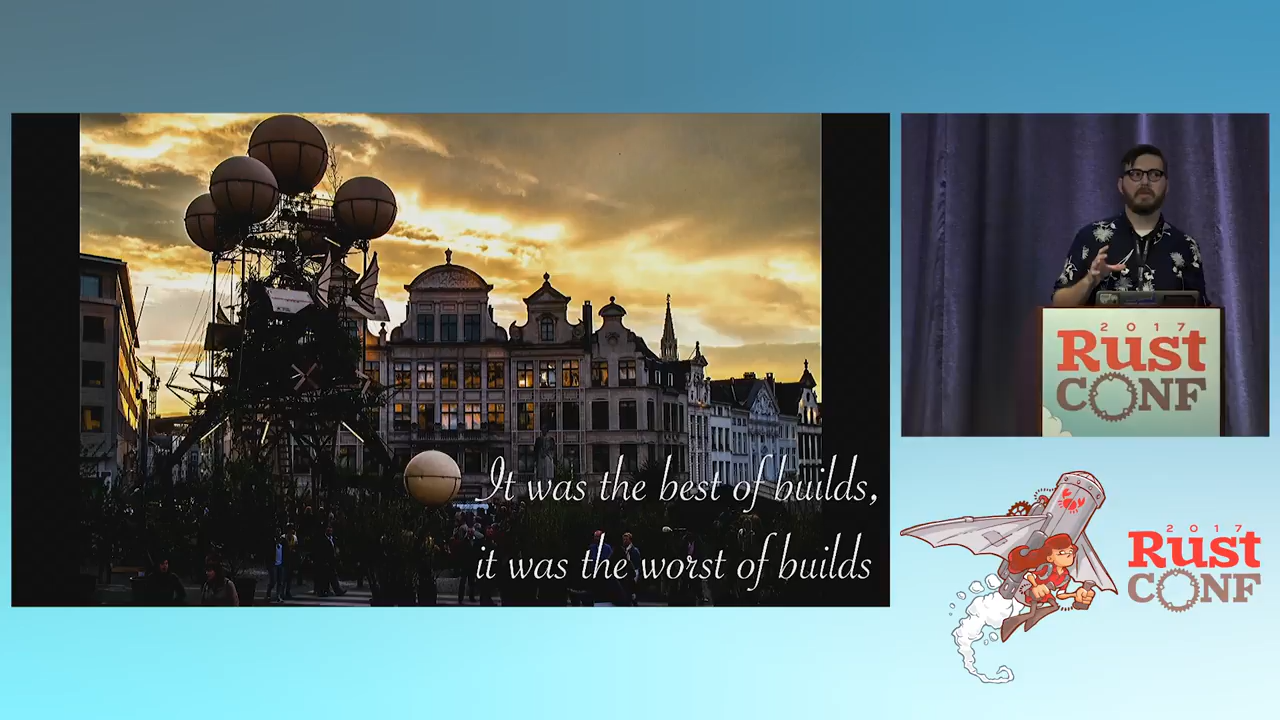 It was the best of builds,
it was the worst of builds
2017
Rust
CONF
2017
Rust
CONF